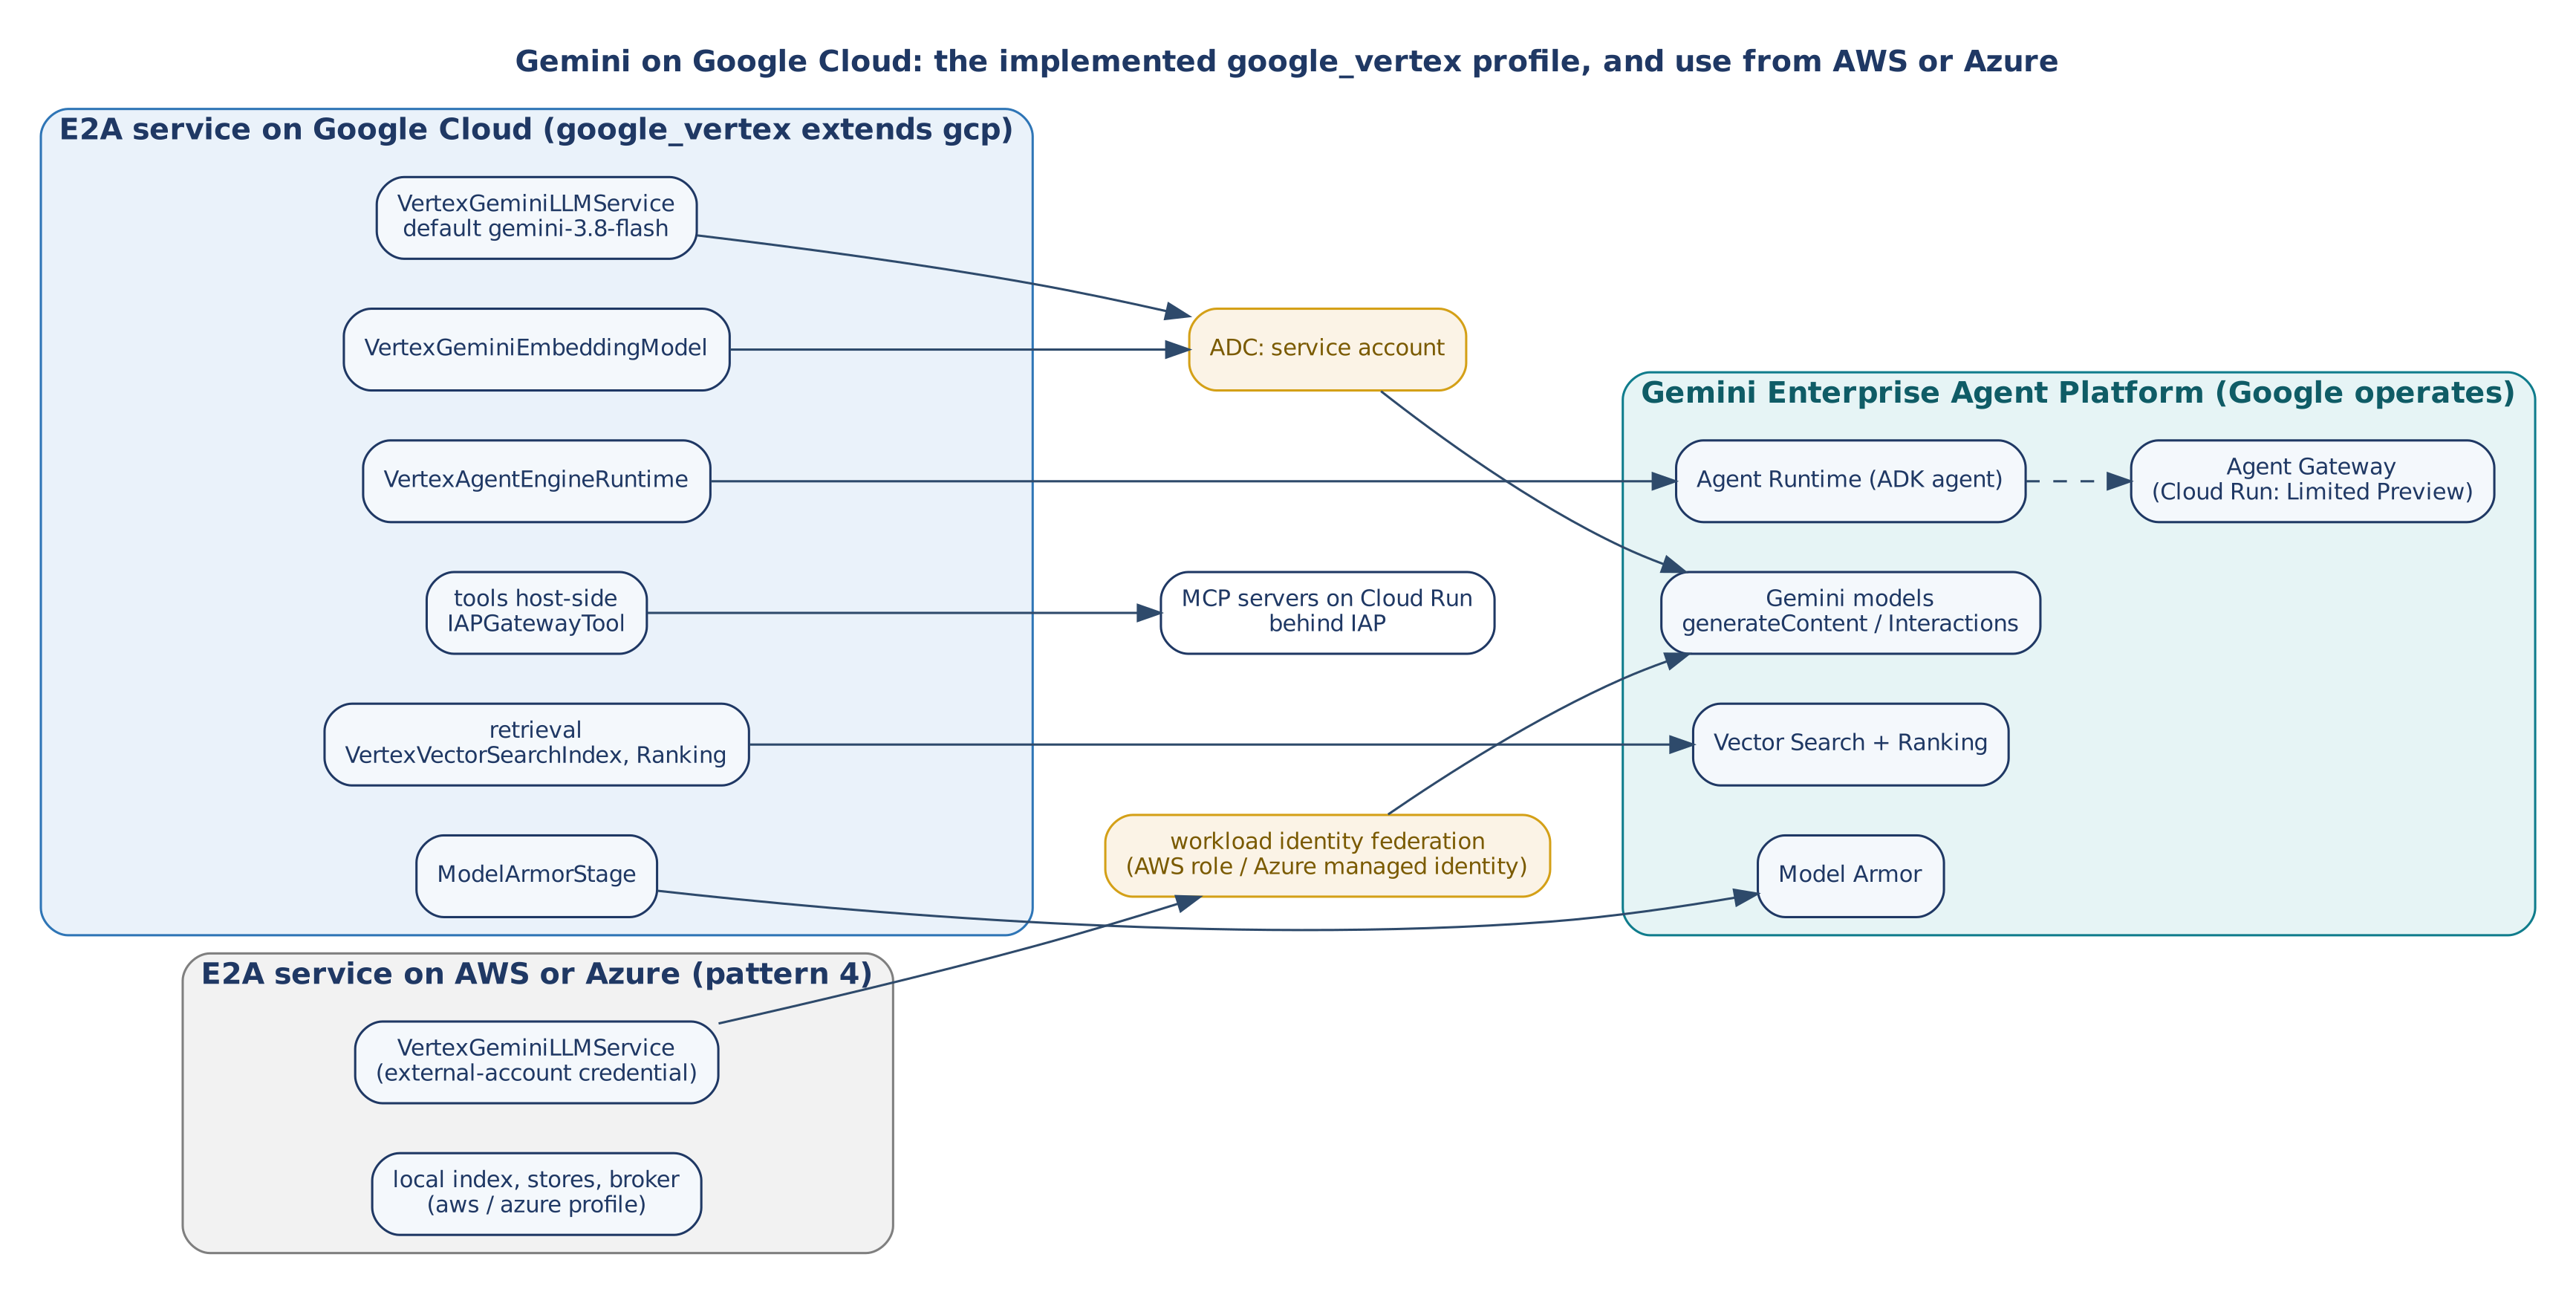 Gemini on Google Cloud: the implemented google_vertex profile, and use from AWS or Azure
E2A service on Google Cloud (google_vertex extends gcp)
VertexGeminiLLMService
default gemini-3.8-flash
VertexGeminiEmbeddingModel
VertexAgentEngineRuntime
tools host-side
IAPGatewayTool
retrieval
VertexVectorSearchIndex, Ranking
ModelArmorStage
ADC: service account
MCP servers on Cloud Run
behind IAP
workload identity federation
(AWS role / Azure managed identity)
Gemini Enterprise Agent Platform (Google operates)
Agent Runtime (ADK agent)
Agent Gateway
(Cloud Run: Limited Preview)
Gemini models
generateContent / Interactions
Vector Search + Ranking
Model Armor
E2A service on AWS or Azure (pattern 4)
VertexGeminiLLMService
(external-account credential)
local index, stores, broker
(aws / azure profile)